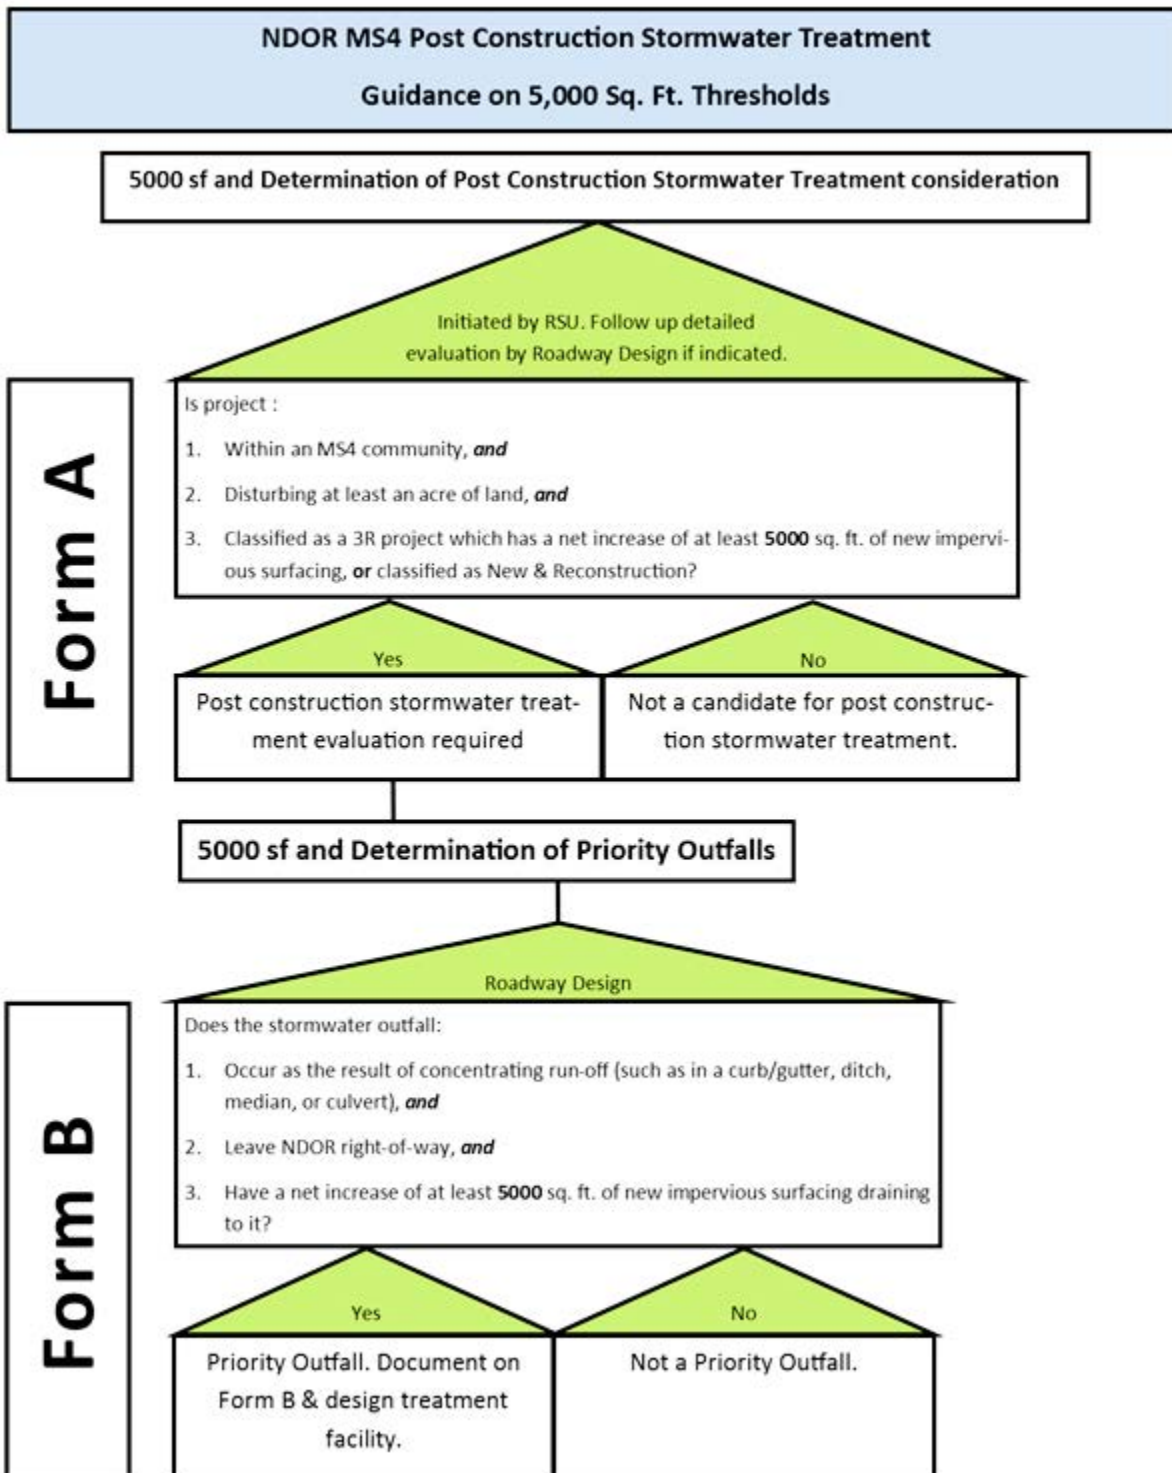 NDOR MS4 Post Construction Stormwater Treatment
Guidance on 5,000 Sq. Ft. Thresholds
5000 sf and Determination of Post Construction Stormwater Treatment consideration
Initiated by RSU. Follow up detailed
evaluation by Roadway Design if indicated.
Form A
Is project :
1. Within an MS4 community, and
2. Disturbing at least an acre of land, and
3. Classified as a 3R project which has a net increase of at least 5000 sq. ft. of new impervi-
ous surfacing, or classified as New & Reconstruction?
Yes
Post construction stormwater treat-
ment evaluation required
No
Not a candidate for post construc-
tion stormwater treatment.
5000 sf and Determination of Priority Outfalls
Roadway Design
Form B
Does the stormwater outfall:
1. Occur as the result of concentrating run-off (such as in a curb/gutter, ditch,
median, or culvert), and
2. Leave NDOR right-of-way, and
3. Have a net increase of at least 5000 sq. ft. of new impervious surfacing draining
to it?
Yes
Priority Outfall. Document on
Form B & design treatment
facility.
No
Not a Priority Outfall.